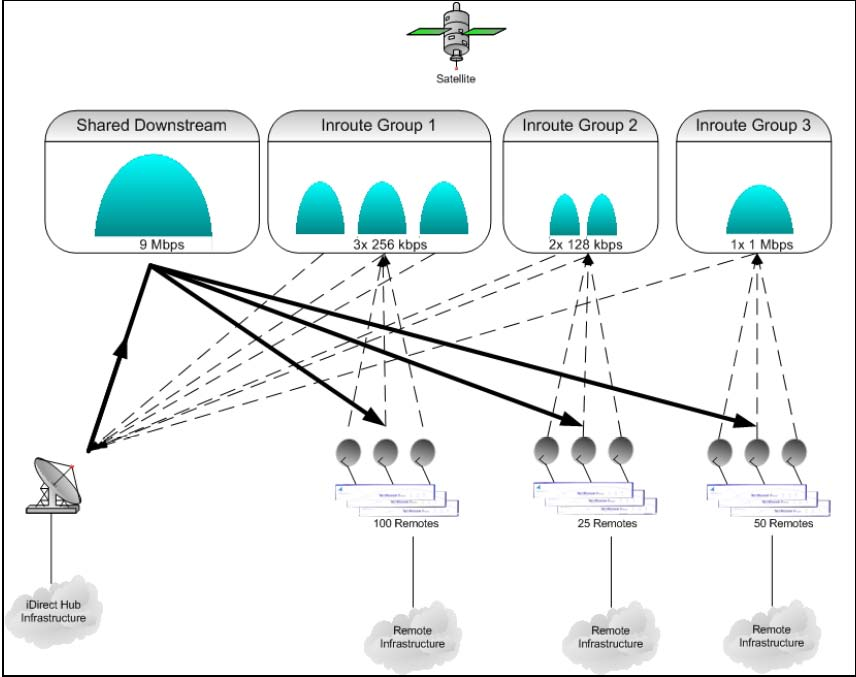 Satellite
Shared Downstream
Inroute Group 1
Inroute Group 2
Inroute Group 3
9 Mbps
3x 256 kbps
2x 128 kbps
1x 1 Mbps
100 Remotes
25 Remotes
50 Remotes
iDirect Hub
Infrastructure
Remote
Infrastructure
Remote
Infrastructure
Remote
Infrastructure